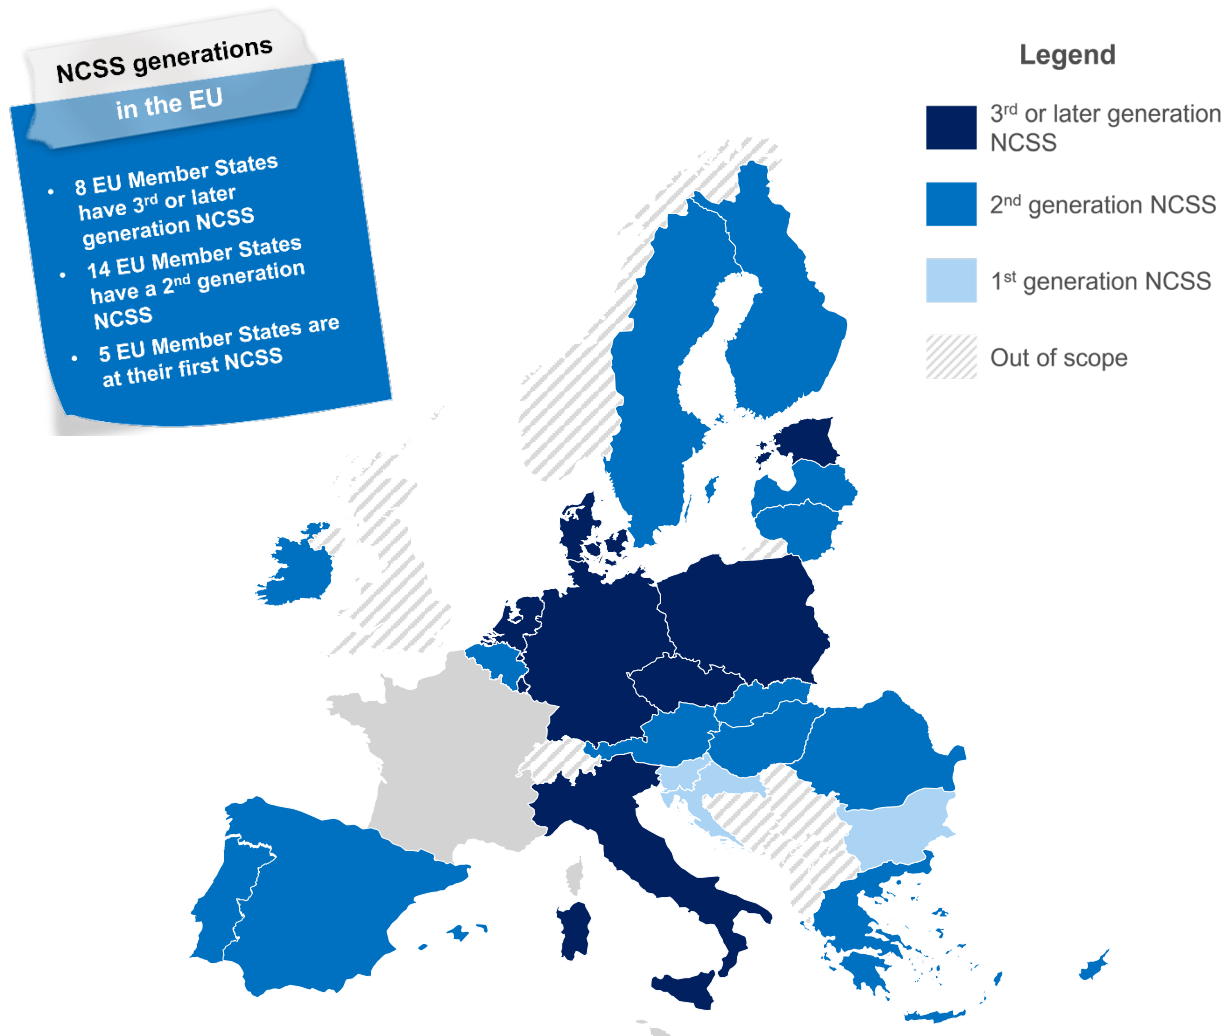 NCSS generations
in the EU
• 8 EU Member States
have 3rd or later
generation NCSS
• 14 EU Member States
have a 2nd generation
NCSS
• 5 EU Member States are
at their first NCSS
Legend
3rd or later generation
NCSS
2nd generation NCSS
1st generation NCSS
Out of scope